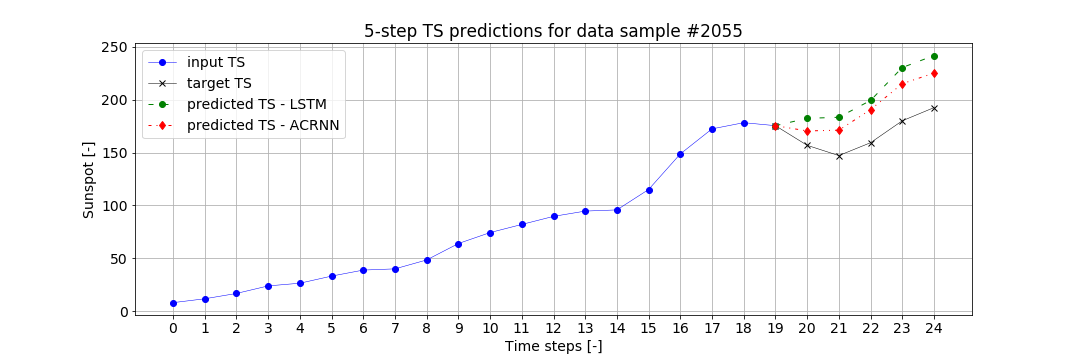 5-step TS predictions for data sample #2055
250
200
150
100
50
0
Sunspot [-]
input TS
target TS
predicted TS - LSTM
predicted TS - ACRNN
0 1 2 3 4 5 6 7 8 9 10 11 12 13 14 15 16 17 18 19 20 21 22 23 24
Time steps [-]